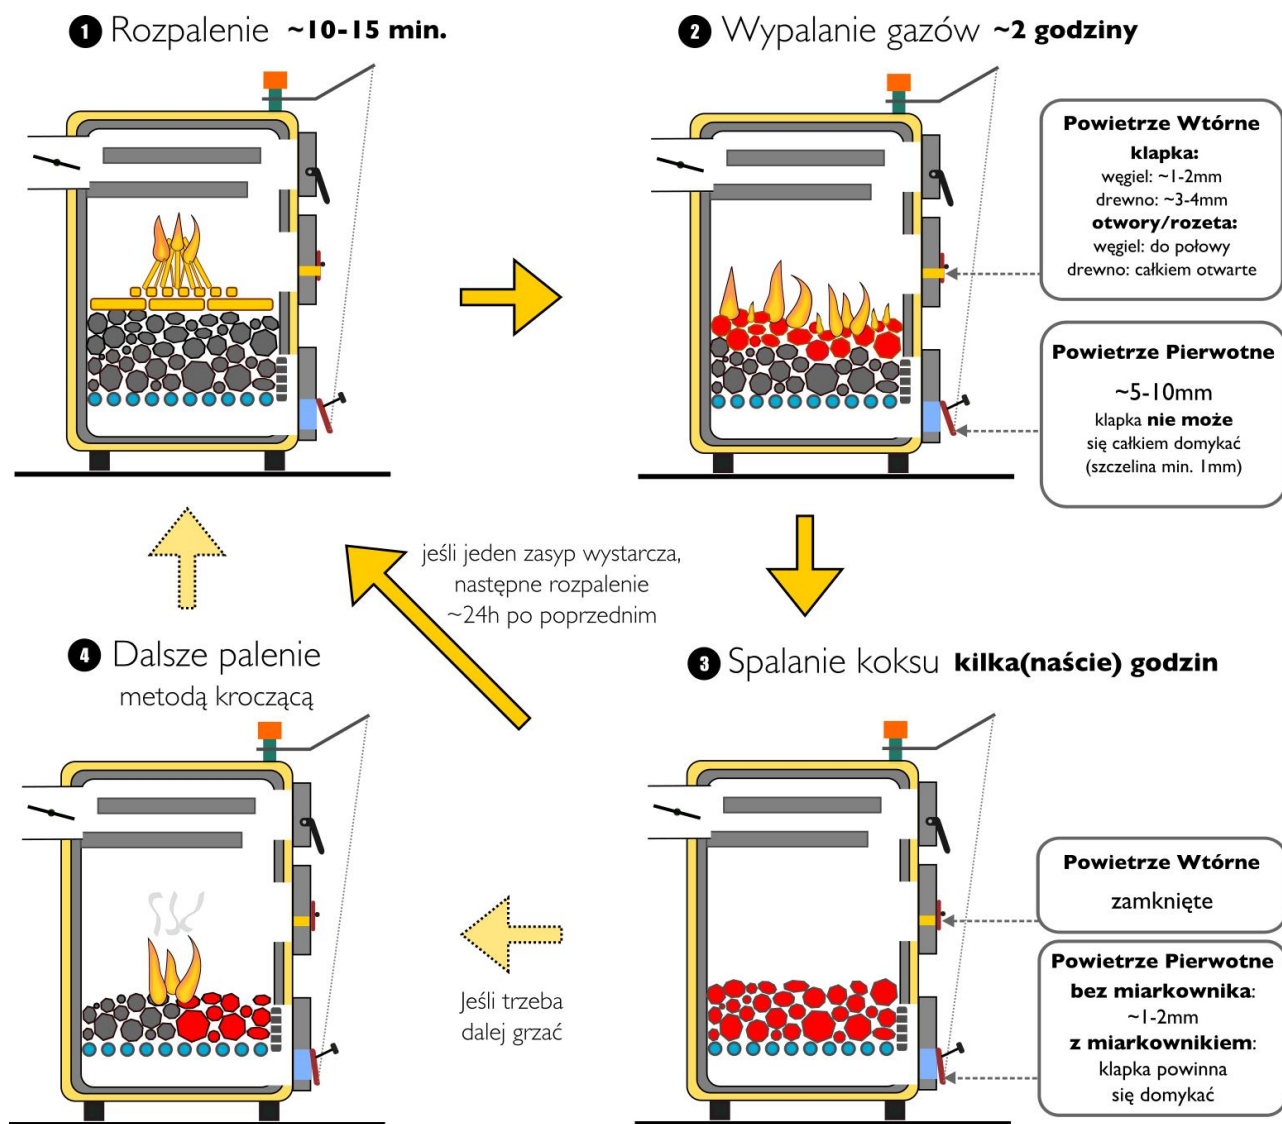 1 Rozpalenie ~10-15 min.
2 Wypalanie gazów ~2 godziny
Powietrze Wtórne
klapka:
węgiel: ~1-2mm
drewno: ~3-4mm
otwory/rozeta:
węgiel: do połowy
drewno: całkiem otwarte
Powietrze Pierwotne
~5-10mm
klapka nie może
się całkiem domykać
(szczelina min. 1mm)
jeśli jeden zasyp wystarcza,
następne rozpalenie
~24h po poprzednim
3 Spalanie koksu kilka(naście) godzin
Powietrze Wtórne
zamknięte
Powietrze Pierwotne
bez miarkownika:
~1-2mm
z miarkownikiem:
klapka powinna
się domykać
Jeśli trzeba
dalej grzać
4 Dalsze palenie
metodą kroczącą